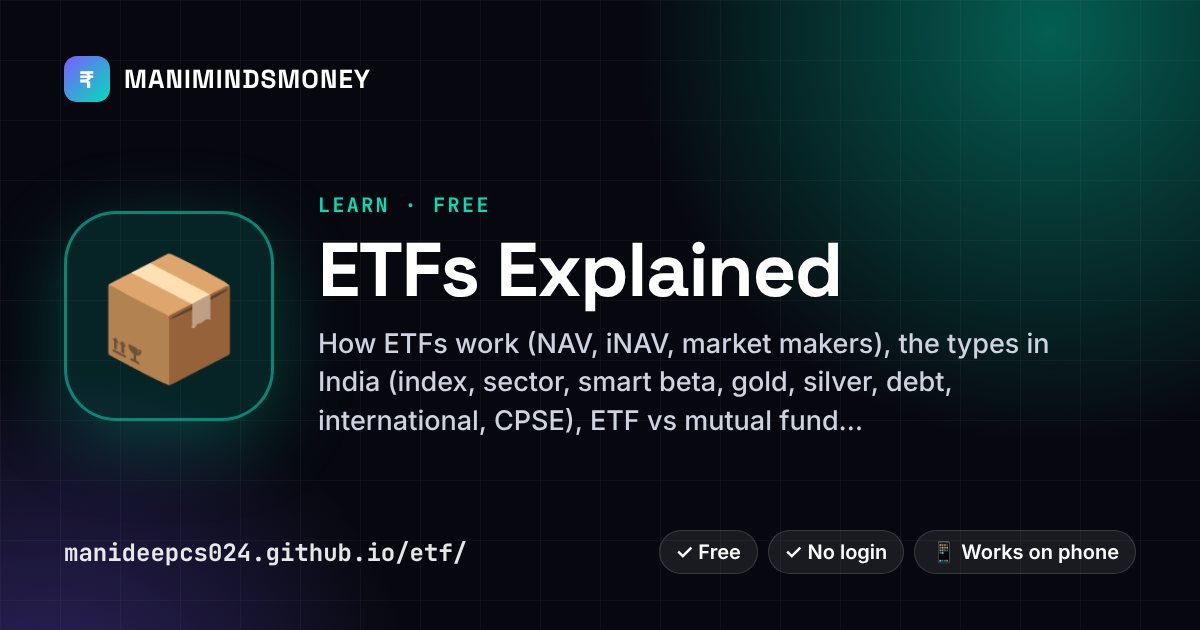 ₹ MANIMINDSMONEY
LEARN · FREE
ETFs Explained
How ETFs work (NAV, iNAV, market makers), the types in
India (index, sector, smart beta, gold, silver, debt,
international, CPSE), ETF vs mutual fund...
manideepcs024.github.io/etf/
✓ Free ✓ No login 📱 Works on phone